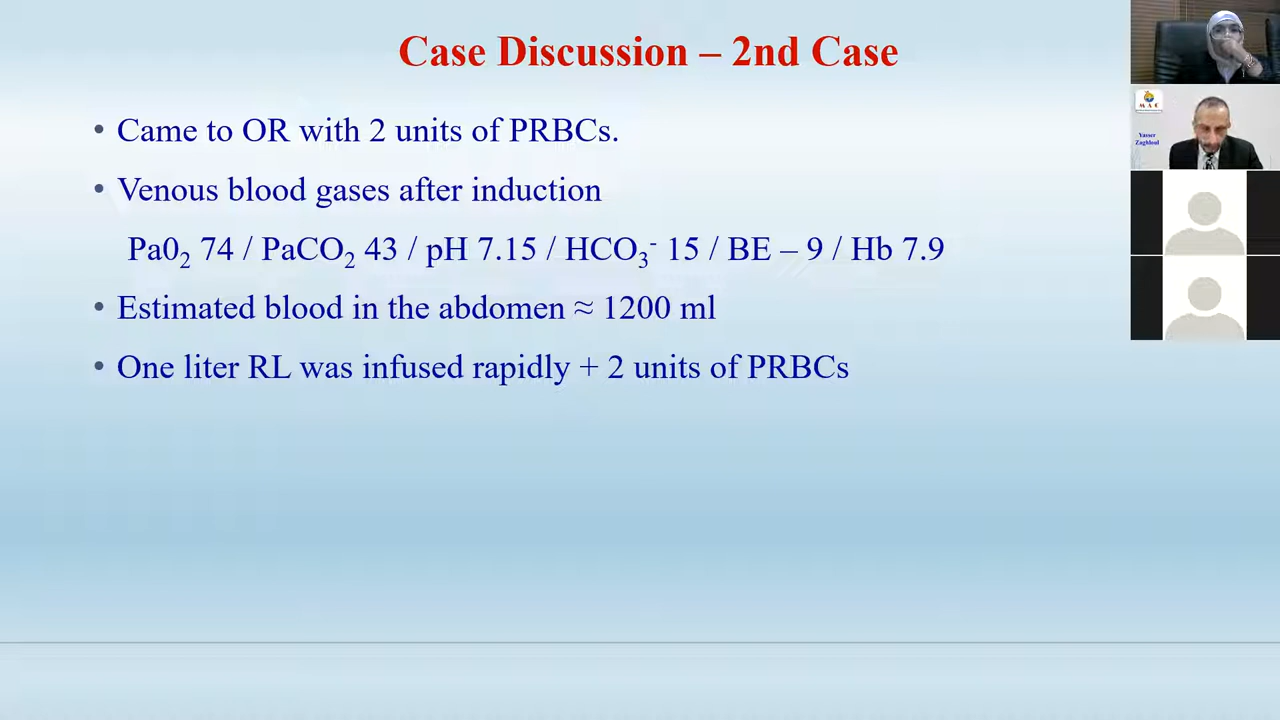 Case Discussion – 2nd Case
• Came to OR with 2 units of PRBCs.
• Venous blood gases after induction
Pa0₂ 74 / PaCO₂ 43 / pH 7.15 / HCO₃⁻ 15 / BE – 9 / Hb 7.9
• Estimated blood in the abdomen ≈ 1200 ml
• One liter RL was infused rapidly + 2 units of PRBCs
M A C
Yasser
Zaghloul